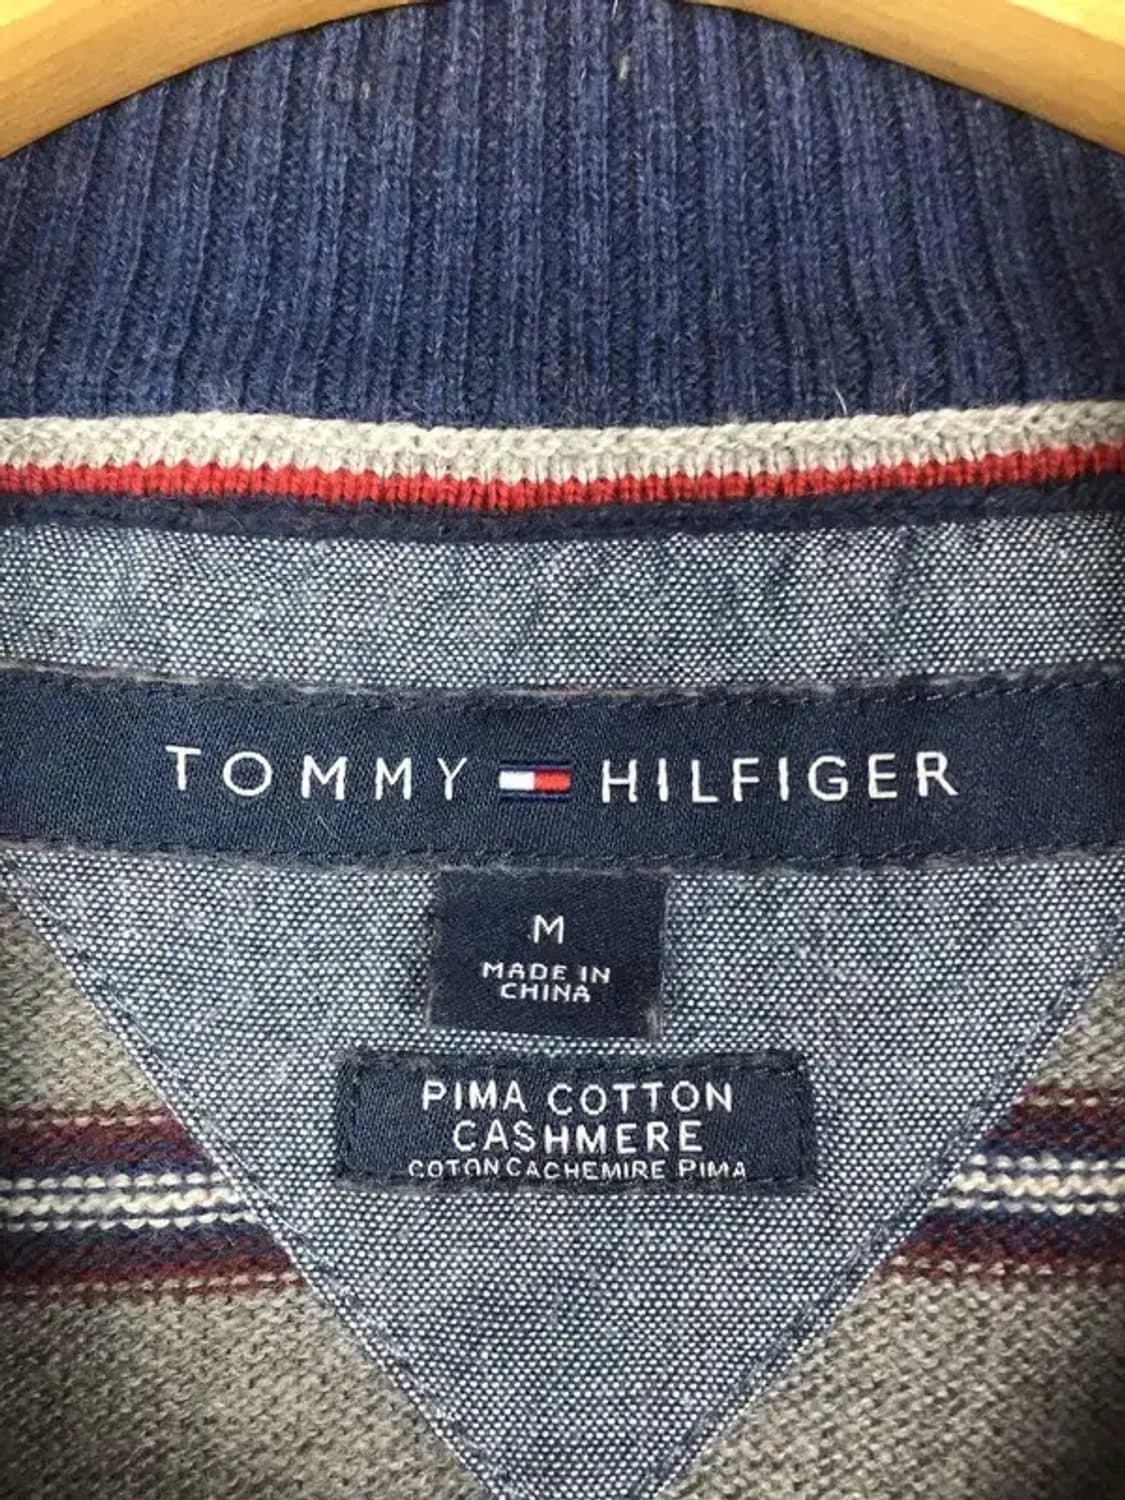 TOMMY HILFIGER
M
MADE IN
CHINA
PIMA COTTON
CASHMERE
COTON CACHEMIRE PIMA